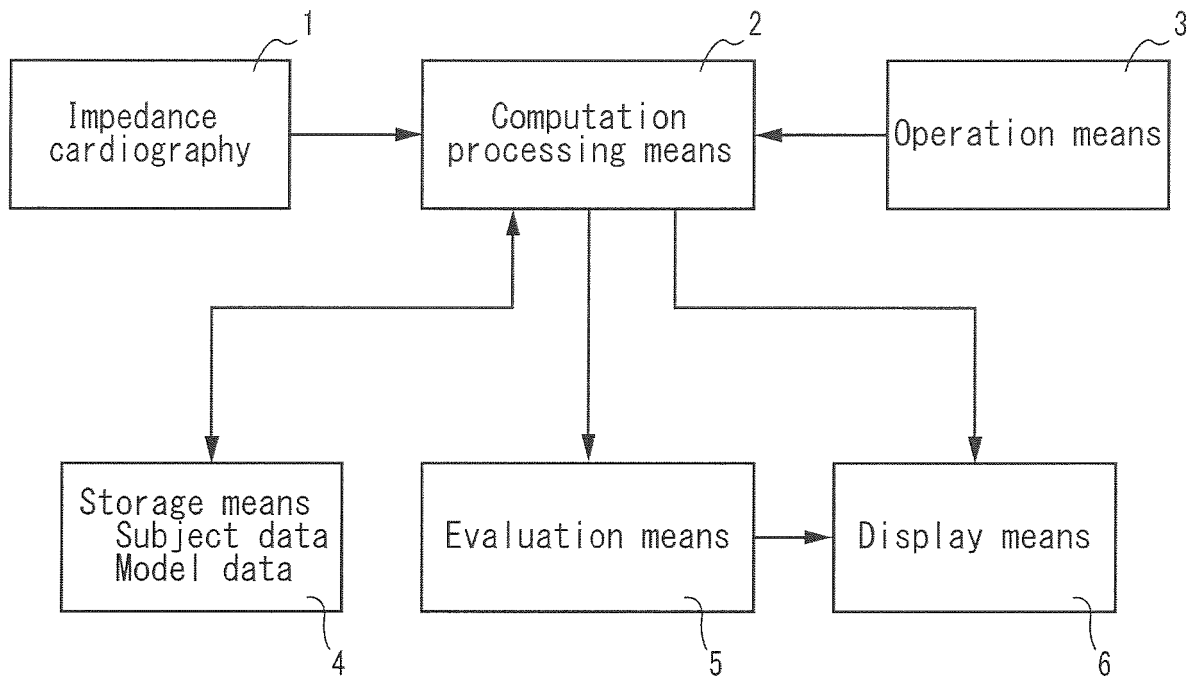 1
2
3
Impedance
cardiography
Computation
processing means
Operation means
Storage means
Subject data
Model data
Evaluation means
Display means
4
5
6